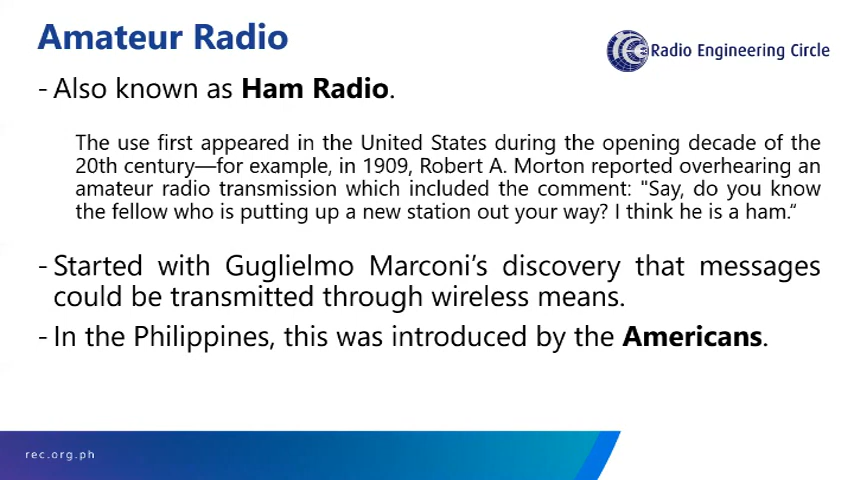 Amateur Radio
Radio Engineering Circle
- Also known as Ham Radio.
The use first appeared in the United States during the opening decade of the
20th century—for example, in 1909, Robert A. Morton reported overhearing an
amateur radio transmission which included the comment: "Say, do you know
the fellow who is putting up a new station out your way? I think he is a ham.“
- Started with Guglielmo Marconi’s discovery that messages
could be transmitted through wireless means.
- In the Philippines, this was introduced by the Americans.
rec.org.ph